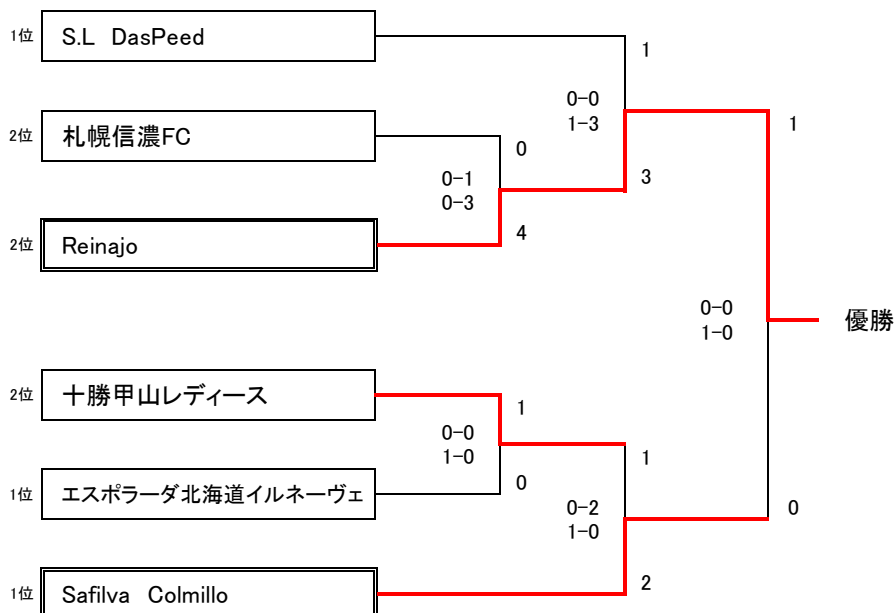 1位 S.L DasPeed
1
0-0
1-3
1
2位 札幌信濃FC
0
0-1
0-3
3
2位 Reinajo
4
0-0
1-0
優勝
2位 十勝甲山レディース
1
0-0
1-0
1
1位 エスポラーダ北海道イルネーヴェ
0
0-2
1-0
0
1位 Safilva Colmillo
2